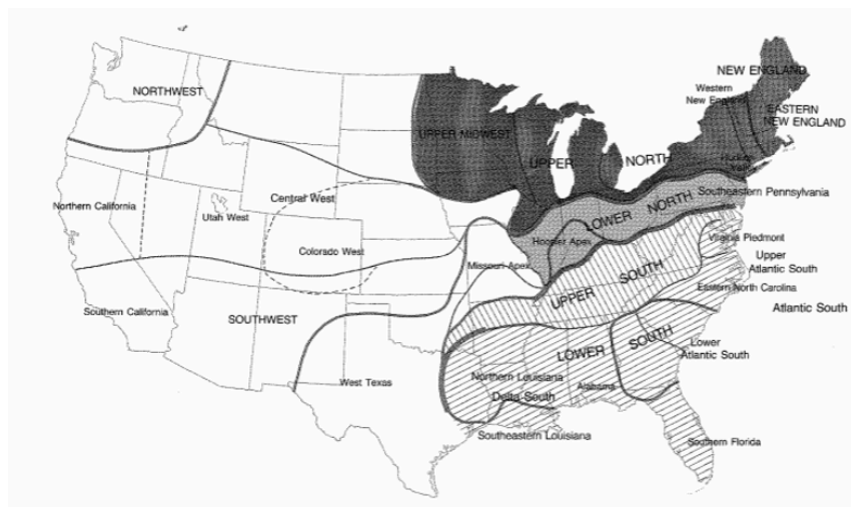 NEW ENGLAND
Western
New England
NORTHWEST
EASTERN
NEW ENGLAND
UPPER MIDWEST
UPPER NORTH
Hudson
Valley
Southeastern Pennsylvania
Central West
LOWER NORTH
Northern California
Utah West
Hoosier Apex
Virginia Piedmont
Colorado West
Missouri Apex
Upper
Atlantic South
UPPER SOUTH
Eastern North Carolina
Southern California
SOUTHWEST
Atlantic South
LOWER SOUTH
Lower
Atlantic South
West Texas
Northern Louisiana
Alabama
Delta South
Southeastern Louisiana
Southern Florida